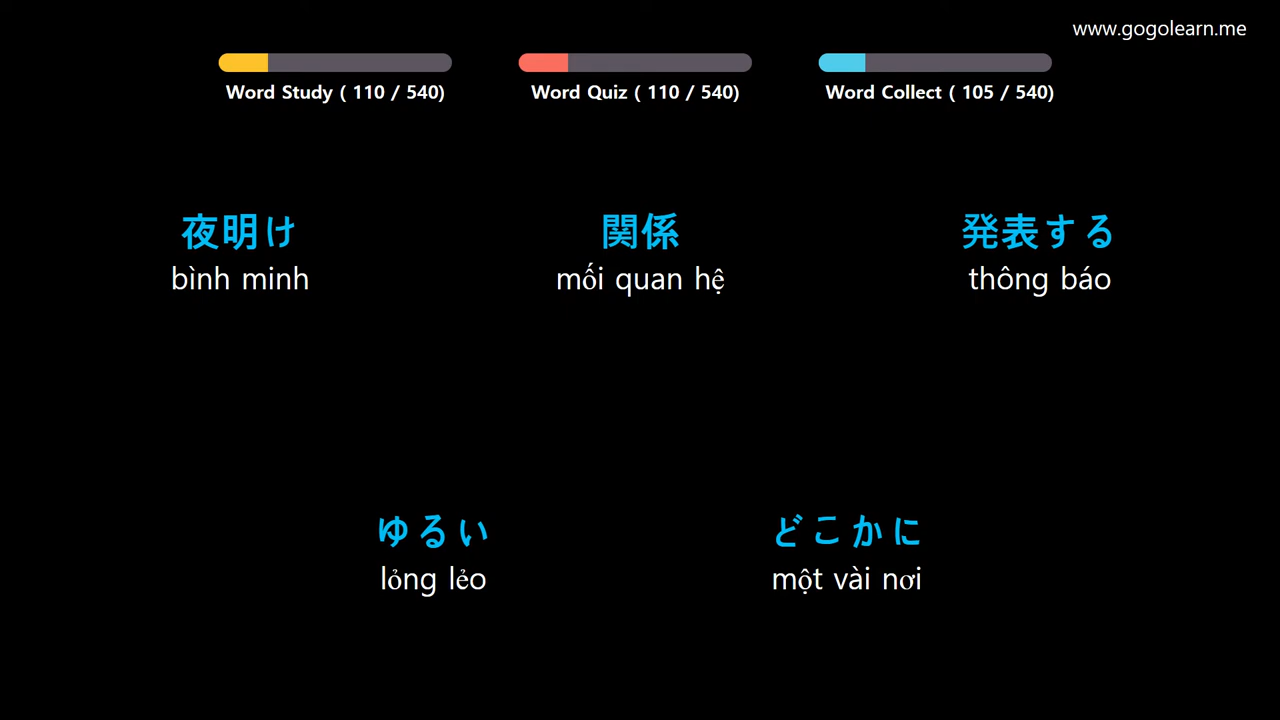 www.gogolearn.me
Word Study ( 110 / 540)
Word Quiz ( 110 / 540)
Word Collect ( 105 / 540)
夜明け
bình minh
関係
mối quan hệ
発表する
thông báo
ゆるい
lỏng lẻo
どこかに
một vài nơi